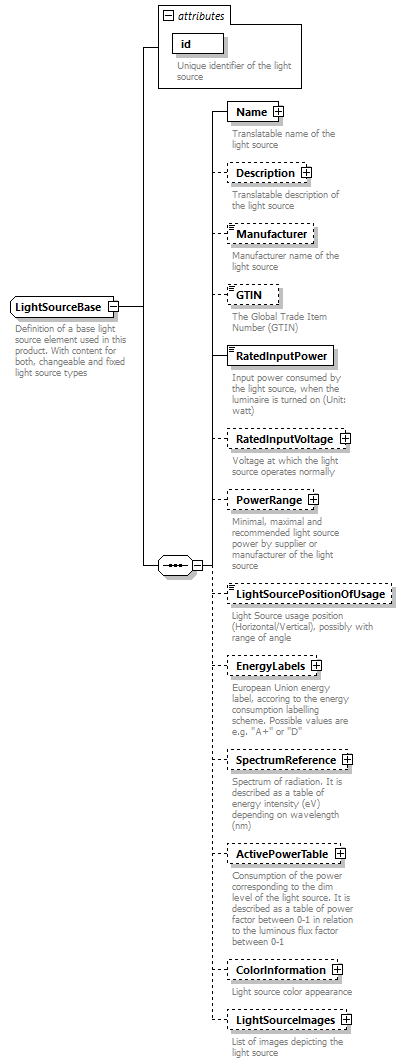 attributes
id
Unique identifier of the light
source
Name
Translatable name of the
light source
Description
Translatable description of
the light source
Manufacturer
Manufacturer name of the
light source
LightSourceBase
Definition of a base light
source element used in this
product. With content for
both, changeable and fixed
light source types
GTIN
The Global Trade Item
Number (GTIN)
RatedInputPower
Input power consumed by
the light source, when the
luminaire is turned on (Unit:
watt)
RatedInputVoltage
Voltage at which the light
source operates normally
PowerRange
Minimal, maximal and
recommended light source
power by supplier or
manufacturer of the light
source
LightSourcePositionOfUsage
Light Source usage position
(Horizontal/Vertical), possibly with
range of angle
EnergyLabels
European Union energy
label, accoring to the energy
consumption labelling
scheme. Possible values are
e.g. "A+" or "D"
SpectrumReference
Spectrum of radiation. It is
described as a table of
energy intensity (eV)
depending on wavelength
(nm)
ActivePowerTable
Consumption of the power
corresponding to the dim
level of the light source. It is
described as a table of power
factor between 0-1 in relation
to the luminous flux factor
between 0-1
ColorInformation
Light source color appearance
LightSourceImages
List of images depicting the
light source